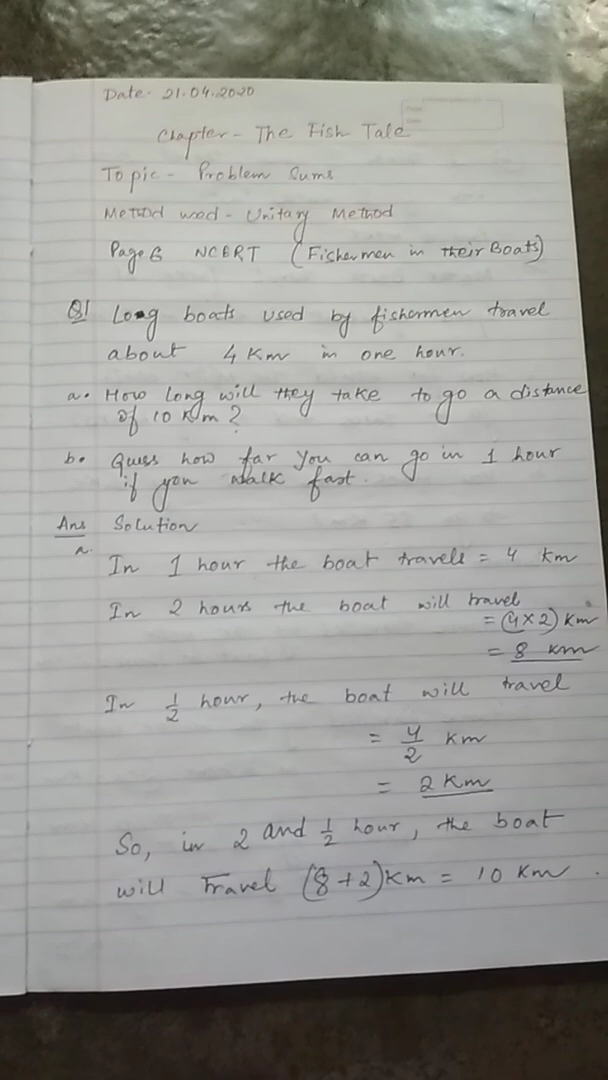 Date- 21.04.2020
Chapter- The Fish Tale
Topic- Problem Sums
Method used- Unitary Method
Page 6 NCERT (Fishermen in their Boats)
Q1 Long boats used by fishermen travel
about 4 Km in one hour.
a. How long will they take to go a distance
of 10 Km?
b. Guess how far you can go in 1 hour
if you walk fast.
Ans Solution
a.
In 1 hour the boat travels = 4 km
In 2 hours the boat will travel
= (4×2) Km
= 8 km
In 1/2 hour, the boat will travel
= 4/2 Km
= 2 Km
So, in 2 and 1/2 hour, the boat
will Travel (8+2)Km = 10 Km.